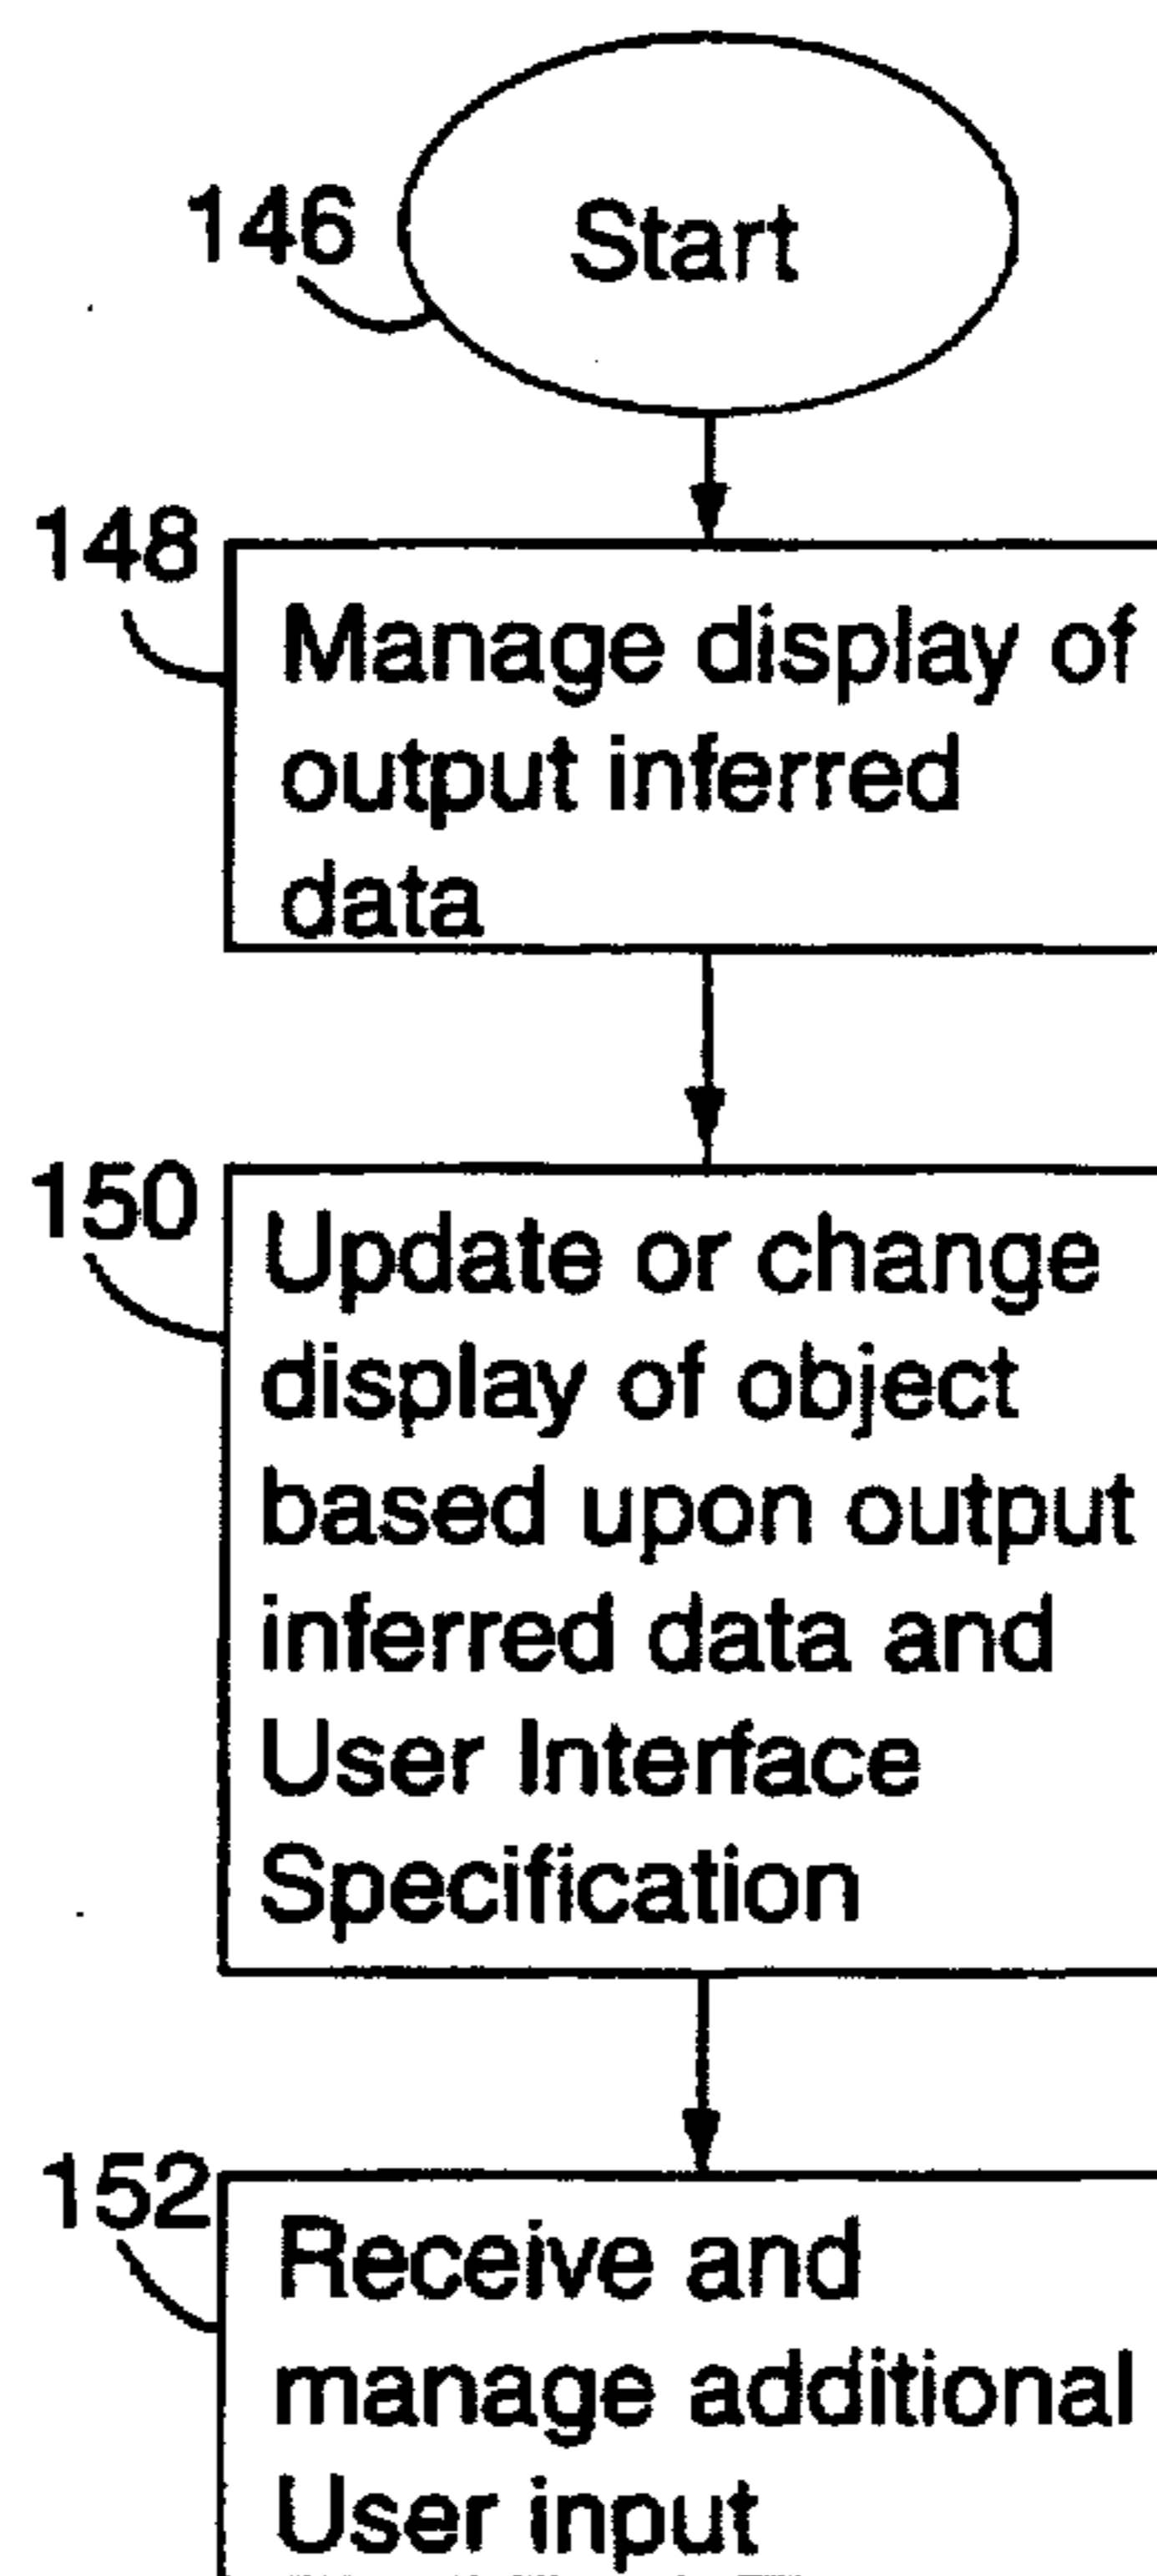 146
Start
148
Manage display of
output inferred
data
150
Update or change
display of object
based upon output
inferred data and
User Interface
Specification
152
Receive and
manage additional
User input